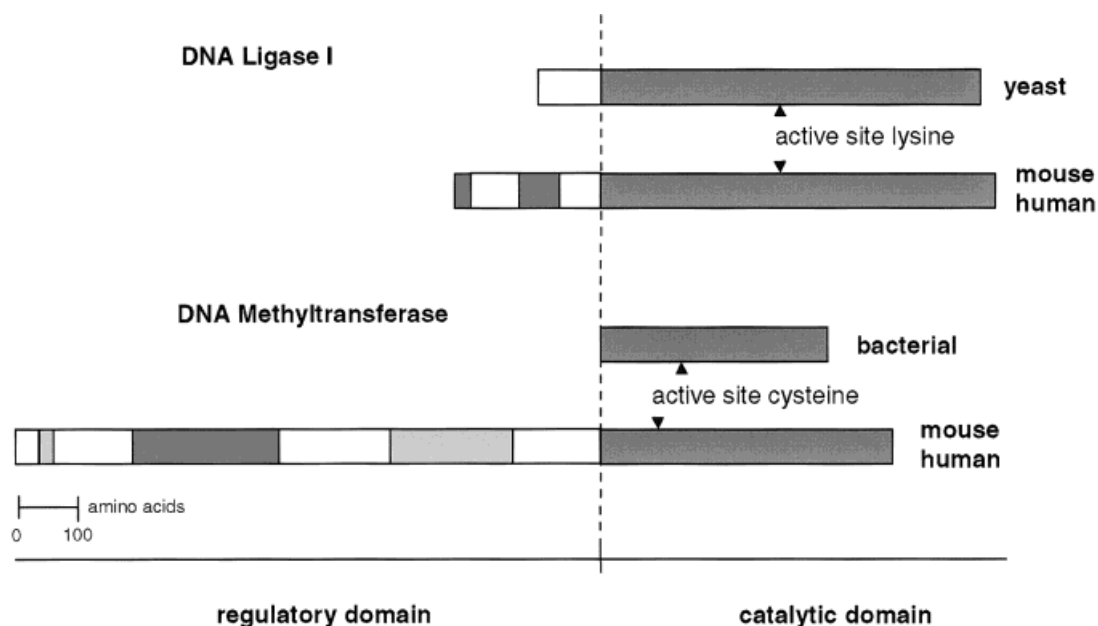 DNA Ligase I
yeast
active site lysine
mouse
human
DNA Methyltransferase
bacterial
active site cysteine
mouse
human
amino acids
0 100
regulatory domain catalytic domain